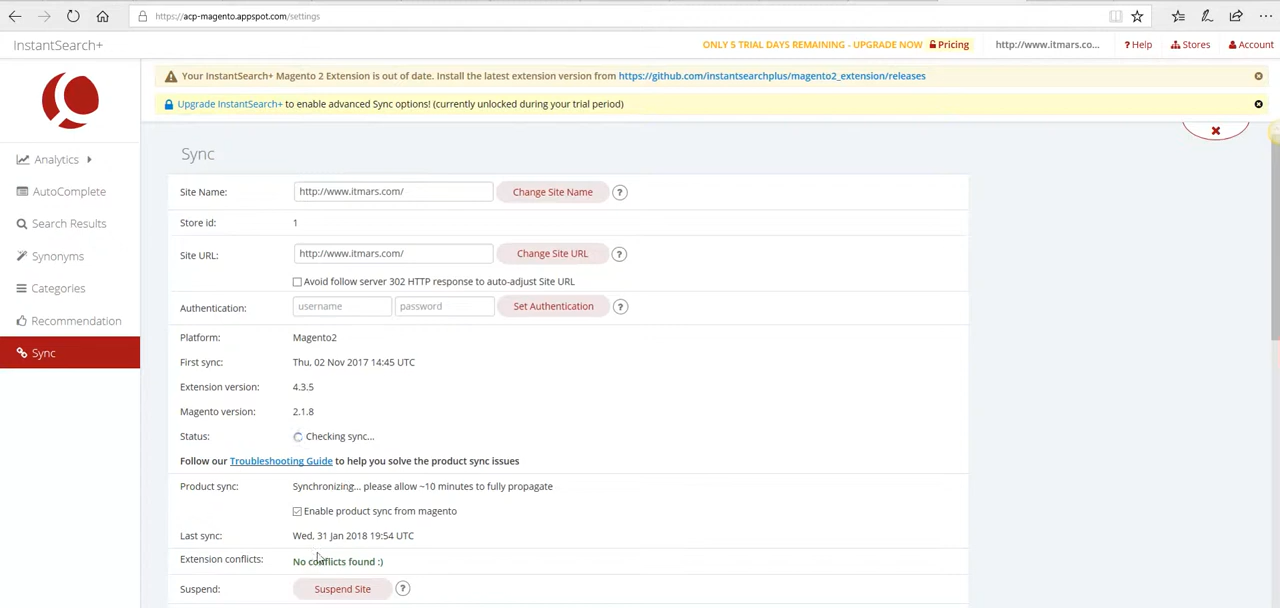 https://acp-magento.appspot.com/settings
InstantSearch+
ONLY 5 TRIAL DAYS REMAINING - UPGRADE NOW Pricing http://www.itmars.co... ? Help Stores Account
Your InstantSearch+ Magento 2 Extension is out of date. Install the latest extension version from https://github.com/instantsearchplus/magento2_extension/releases
Upgrade InstantSearch+ to enable advanced Sync options! (currently unlocked during your trial period)
Analytics
AutoComplete
Search Results
Synonyms
Categories
Recommendation
Sync
Sync
Site Name: http://www.itmars.com/ Change Site Name ?
Store id: 1
Site URL: http://www.itmars.com/ Change Site URL ?
Avoid follow server 302 HTTP response to auto-adjust Site URL
Authentication: username password Set Authentication ?
Platform: Magento2
First sync: Thu, 02 Nov 2017 14:45 UTC
Extension version: 4.3.5
Magento version: 2.1.8
Status: Checking sync...
Follow our Troubleshooting Guide to help you solve the product sync issues
Product sync: Synchronizing... please allow ~10 minutes to fully propagate
Enable product sync from magento
Last sync: Wed, 31 Jan 2018 19:54 UTC
Extension conflicts: No conflicts found :)
Suspend: Suspend Site ?